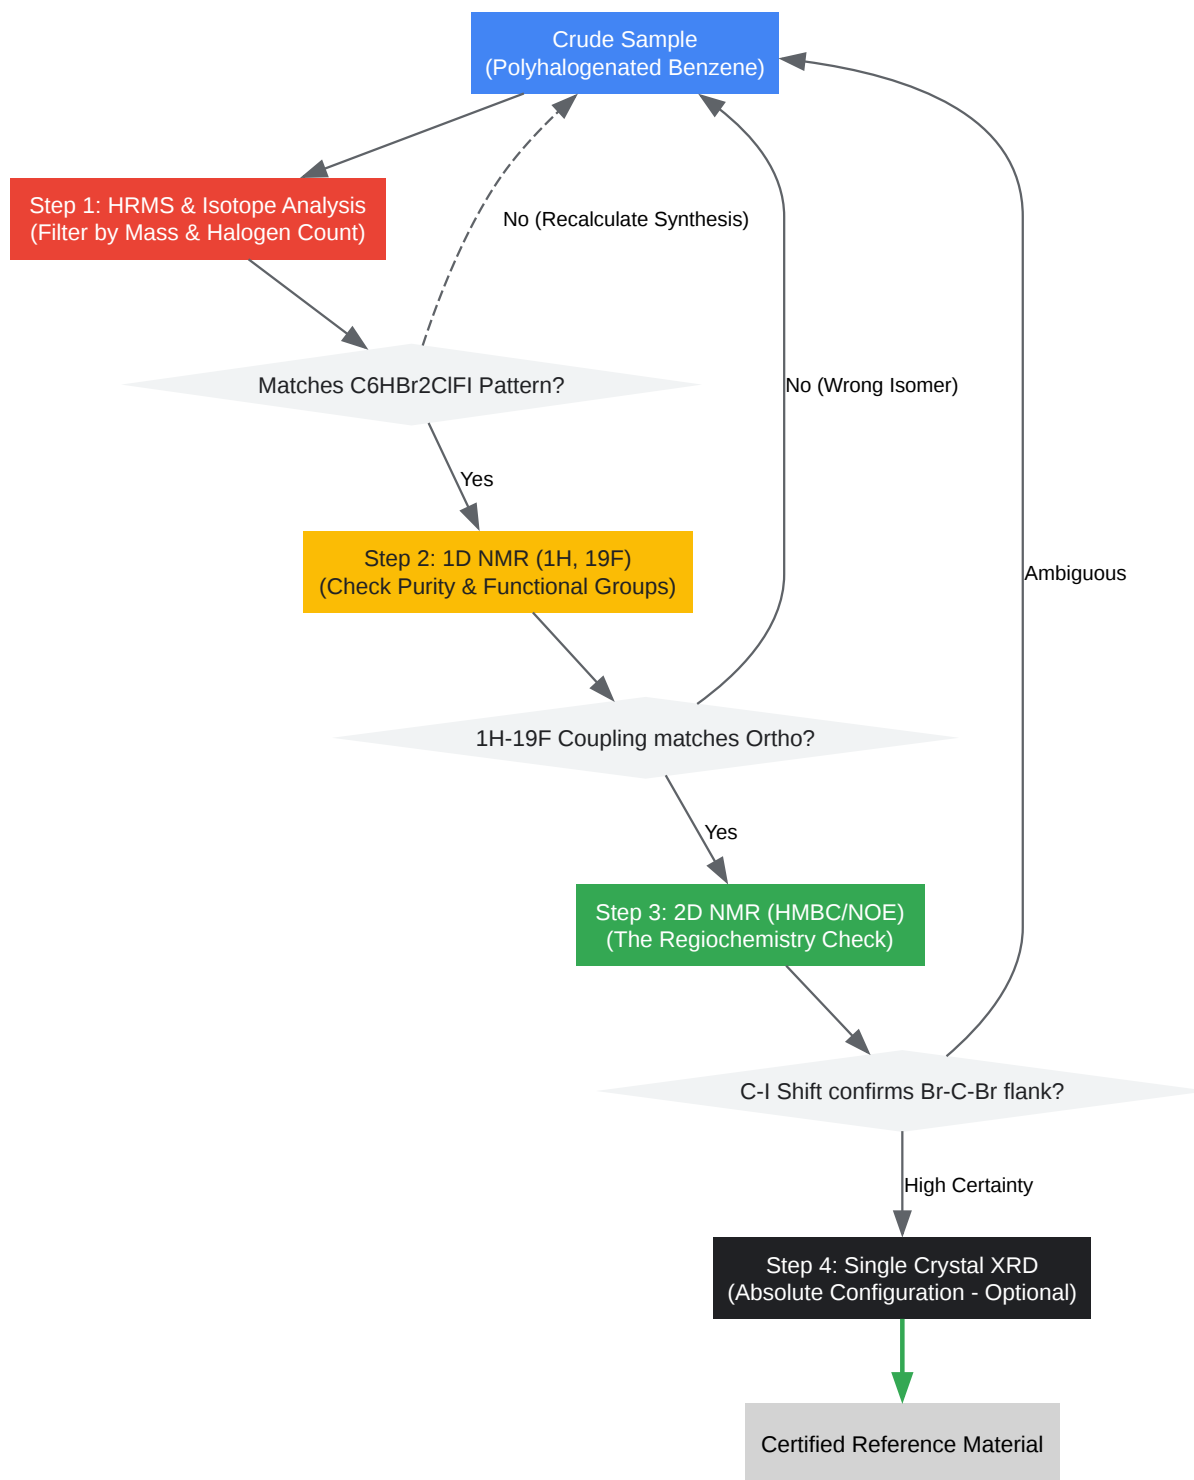 Crude Sample
(Polyhalogenated Benzene)
Step 1: HRMS & Isotope Analysis
(Filter by Mass & Halogen Count)
No (Recalculate Synthesis)
Matches C6HBr2ClFI Pattern?
No (Wrong Isomer)
Yes
Step 2: 1D NMR (1H, 19F)
(Check Purity & Functional Groups)
Ambiguous
1H-19F Coupling matches Ortho?
Yes
Step 3: 2D NMR (HMBC/NOE)
(The Regiochemistry Check)
C-I Shift confirms Br-C-Br flank?
High Certainty
Step 4: Single Crystal XRD
(Absolute Configuration - Optional)
Certified Reference Material